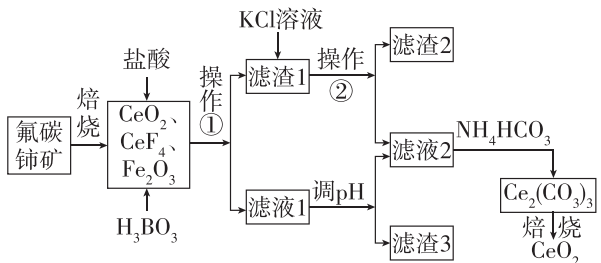 KCl溶液
盐酸
操作
①
滤渣1
操作
②
滤渣2
焙烧
氟碳
铈矿
CeO₂、
CeF₄、
Fe₂O₃
滤液2
NH₄HCO₃
滤液1
调pH
Ce₂(CO₃)₃
H₃BO₃
滤渣3
焙烧
CeO₂